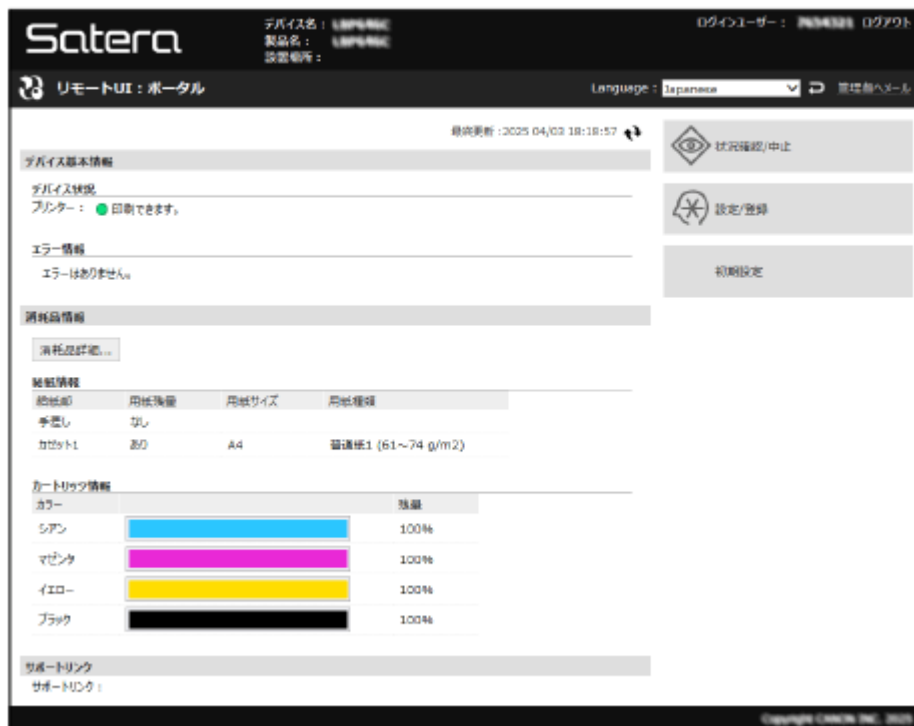 Satera
デバイス名：
製品名：
設置場所：
ログインユーザー： ログアウト
リモートUI：ポータル
Language： Japanese 管理者へメール
最終更新：2025 04/03 18:18:57
デバイス基本情報
デバイス状況
プリンター： 印刷できます。
エラー情報
エラーはありません。
消耗品情報
消耗品詳細...
給紙情報
給紙部 用紙残量 用紙サイズ 用紙種類
手差し なし
カセット1 あり A4 普通紙1 (61～74 g/m2)
カートリッジ情報
カラー 残量
シアン 100%
マゼンタ 100%
イエロー 100%
ブラック 100%
サポートリンク
サポートリンク：
状況確認/中止
設定/登録
初期設定
Copyright CANON INC.